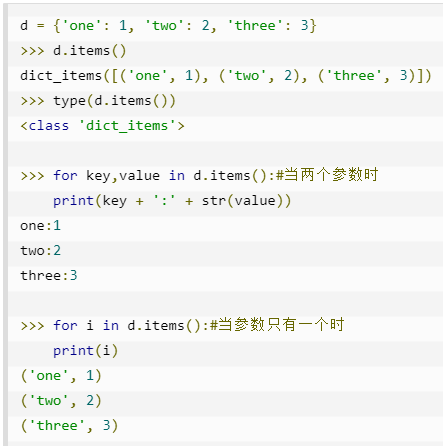 d = {'one': 1, 'two': 2, 'three': 3}
>>> d.items()
dict_items([('one', 1), ('two', 2), ('three', 3)])
>>> type(d.items())
<class 'dict_items'>
>>> for key,value in d.items():#当两个参数时
    print(key + ':' + str(value))
one:1
two:2
three:3
>>> for i in d.items():#当参数只有一个时
    print(i)
('one', 1)
('two', 2)
('three', 3)